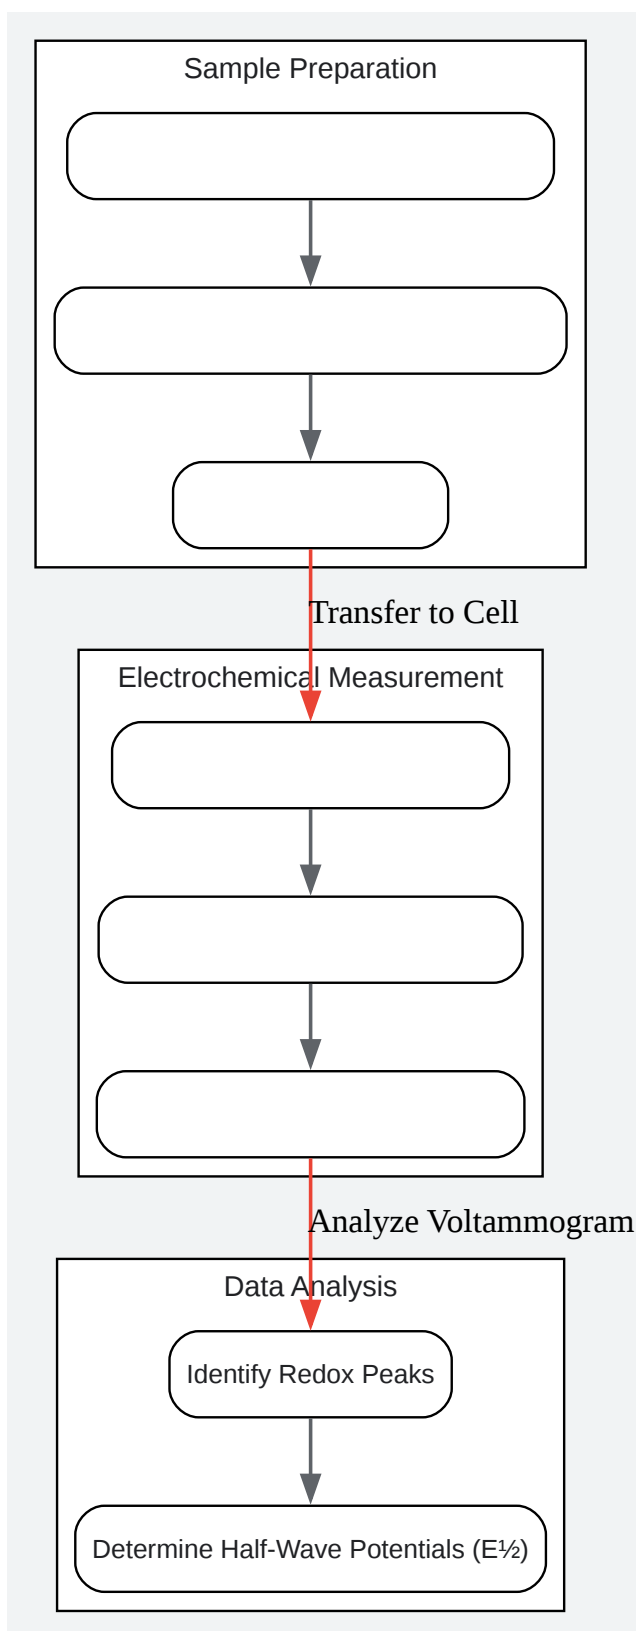 Sample Preparation
Transfer to Cell
Electrochemical Measurement
Analyze Voltammogram
Data Analysis
Identify Redox Peaks
Determine Half-Wave Potentials (E½)